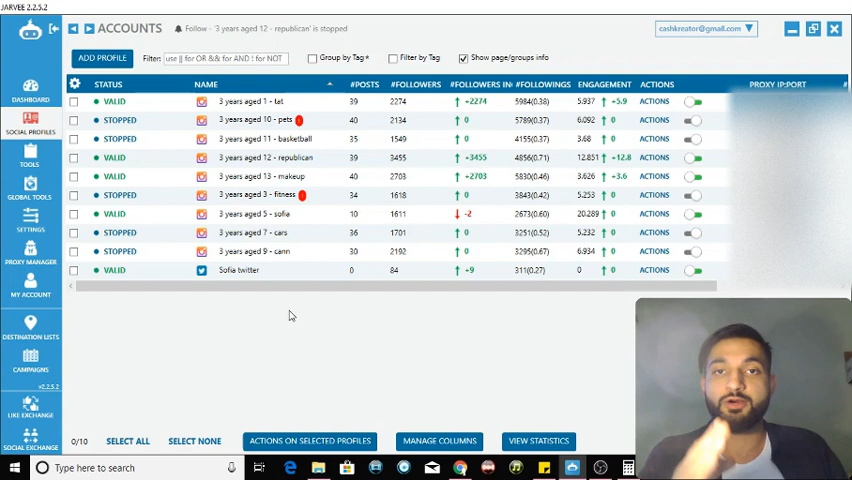 JARVEE 2.2.5.2
ACCOUNTS
Follow - '3 years aged 12 - republican' is stopped
cashkreator@gmail.com
ADD PROFILE
Filter: use || for OR && for AND ! for NOT
Group by Tag*
Filter by Tag
Show page/groups info
STATUS NAME #POSTS #FOLLOWERS #FOLLOWERS IN #FOLLOWINGS ENGAGEMENT ACTIONS PROXY IP:PORT #
VALID 3 years aged 1 - tat 39 2274 +2274 5984(0.38) 5.937 +5.9 ACTIONS
STOPPED 3 years aged 10 - pets ! 40 2134 0 5789(0.37) 6.092 0 ACTIONS
STOPPED 3 years aged 11 - basketball 35 1549 0 4155(0.37) 3.68 0 ACTIONS
VALID 3 years aged 12 - republican 39 3455 +3455 4856(0.71) 12.851 +12.8 ACTIONS
VALID 3 years aged 13 - makeup 40 2703 +2703 5830(0.46) 3.626 +3.6 ACTIONS
STOPPED 3 years aged 3 - fitness ! 34 1618 0 3843(0.42) 5.253 0 ACTIONS
VALID 3 years aged 5 - sofia 10 1611 -2 2673(0.60) 20.289 0 ACTIONS
STOPPED 3 years aged 7 - cars 36 1701 0 3251(0.52) 5.232 0 ACTIONS
STOPPED 3 years aged 9 - cann 30 2192 0 3295(0.67) 6.934 0 ACTIONS
VALID Sofia twitter 0 84 +9 311(0.27) 0 0 ACTIONS
DASHBOARD
SOCIAL PROFILES
TOOLS
GLOBAL TOOLS
SETTINGS
PROXY MANAGER
MY ACCOUNT
DESTINATION LISTS
CAMPAIGNS
v2.2.5.2
LIKE EXCHANGE
SOCIAL EXCHANGE
0/10 SELECT ALL SELECT NONE ACTIONS ON SELECTED PROFILES MANAGE COLUMNS VIEW STATISTICS
Type here to search